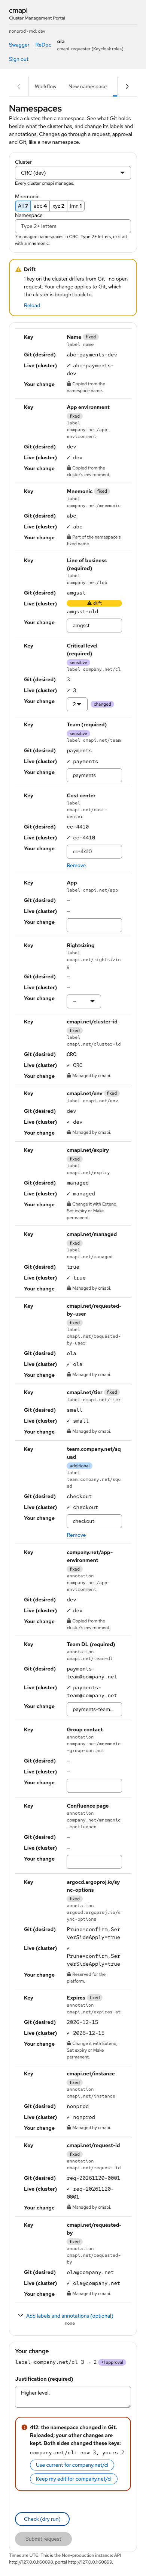 cmapi
Cluster Management Portal
nonprod · rnd, dev
Swagger ReDoc ola
cmapi-requester (Keycloak roles)
Sign out
Workflow New namespace
Namespaces
Pick a cluster, then a namespace. See what Git holds
beside what the cluster has, and change its labels and
annotations. Changes go through a request, approval
and Git, like a new namespace.
Cluster
CRC (dev)
Every cluster cmapi manages.
Mnemonic
All 7 abc 4 xyz 2 lmn 1
Namespace
Type 2+ letters
7 managed namespaces in CRC. Type 2+ letters, or start
with a mnemonic.
Drift
1 key on the cluster differs from Git · no open
request. Your change applies to Git, which
the cluster is brought back to.
Reload
Key Name fixed
label name
Git (desired) abc-payments-dev
Live (cluster) ✓ abc-payments-
dev
Your change Copied from the
namespace name.
Key App environment
fixed
label
company.net/app-
environment
Git (desired) dev
Live (cluster) ✓ dev
Your change Copied from the
cluster's environment.
Key Mnemonic fixed
label
company.net/mnemonic
Git (desired) abc
Live (cluster) ✓ abc
Your change Part of the namespace's
fixed name.
Key Line of business
(required)
label
company.net/lob
Git (desired) amgsst
Live (cluster) drift
amgsst-old
Your change amgsst
Key Critical level
(required)
sensitive
label company.net/cl
Git (desired) 3
Live (cluster) ✓ 3
Your change 2 changed
Key Team (required)
sensitive
label cmapi.net/team
Git (desired) payments
Live (cluster) ✓ payments
Your change payments
Key Cost center
label
cmapi.net/cost-
center
Git (desired) cc-4410
Live (cluster) ✓ cc-4410
Your change cc-4410
Remove
Key App
label cmapi.net/app
Git (desired) —
Live (cluster) —
Your change
Key Rightsizing
label
cmapi.net/rightsizin
g
Git (desired) —
Live (cluster) —
Your change —
Key cmapi.net/cluster-id
fixed
label
cmapi.net/cluster-id
Git (desired) CRC
Live (cluster) ✓ CRC
Your change Managed by cmapi.
Key cmapi.net/env fixed
label cmapi.net/env
Git (desired) dev
Live (cluster) ✓ dev
Your change Managed by cmapi.
Key cmapi.net/expiry
fixed
label
cmapi.net/expiry
Git (desired) managed
Live (cluster) ✓ managed
Your change Change it with Extend,
Set expiry or Make
permanent.
Key cmapi.net/managed
fixed
label
cmapi.net/managed
Git (desired) true
Live (cluster) ✓ true
Your change Managed by cmapi.
Key cmapi.net/requested-
by-user
fixed
label
cmapi.net/requested-
by-user
Git (desired) ola
Live (cluster) ✓ ola
Your change Managed by cmapi.
Key cmapi.net/tier fixed
label cmapi.net/tier
Git (desired) small
Live (cluster) ✓ small
Your change Managed by cmapi.
Key team.company.net/sq
uad
additional
label
team.company.net/squ
ad
Git (desired) checkout
Live (cluster) ✓ checkout
Your change checkout
Remove
Key company.net/app-
environment
fixed
annotation
company.net/app-
environment
Git (desired) dev
Live (cluster) ✓ dev
Your change Copied from the
cluster's environment.
Key Team DL (required)
annotation
cmapi.net/team-dl
Git (desired) payments-
team@company.net
Live (cluster) ✓ payments-
team@company.net
Your change payments-team...
Key Group contact
annotation
company.net/mnemonic
-group-contact
Git (desired) —
Live (cluster) —
Your change
Key Confluence page
annotation
company.net/mnemonic
-confluence
Git (desired) —
Live (cluster) —
Your change
Key argocd.argoproj.io/sy
nc-options
fixed
annotation
argocd.argoproj.io/s
ync-options
Git (desired) Prune=confirm,Ser
verSideApply=true
Live (cluster) ✓
Prune=confirm,Ser
verSideApply=true
Your change Reserved for the
platform.
Key Expires fixed
annotation
cmapi.net/expires-at
Git (desired) 2026-12-15
Live (cluster) ✓ 2026-12-15
Your change Change it with Extend,
Set expiry or Make
permanent.
Key cmapi.net/instance
fixed
annotation
cmapi.net/instance
Git (desired) nonprod
Live (cluster) ✓ nonprod
Your change Managed by cmapi.
Key cmapi.net/request-id
fixed
annotation
cmapi.net/request-id
Git (desired) req-20261120-0001
Live (cluster) ✓ req-20261120-
0001
Your change Managed by cmapi.
Key cmapi.net/requested-
by
fixed
annotation
cmapi.net/requested-
by
Git (desired) ola@company.net
Live (cluster) ✓ ola@company.net
Your change Managed by cmapi.
Add labels and annotations (optional)
none
Your change
label company.net/cl 3 → 2 +1 approval
Justification (required)
Higher level.
412: the namespace changed in Git.
Reloaded; your other changes are
kept. Both sides changed these keys:
company.net/cl: now 3, yours 2
Use current for company.net/cl
Keep my edit for company.net/cl
Check (dry run)
Submit request
Times are UTC. This is the Non-production instance: API
http://127.0.0.1:60898, portal http://127.0.0.1:60899.